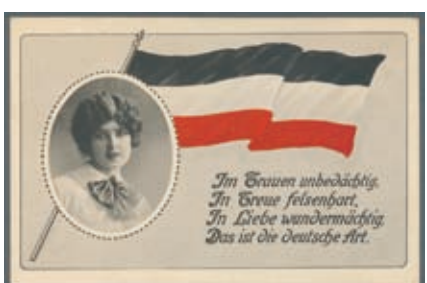 Im Trauen unbedächtig,
In Treue felsenhart,
In Liebe wundermächtig.
Das ist die deutsche Art.